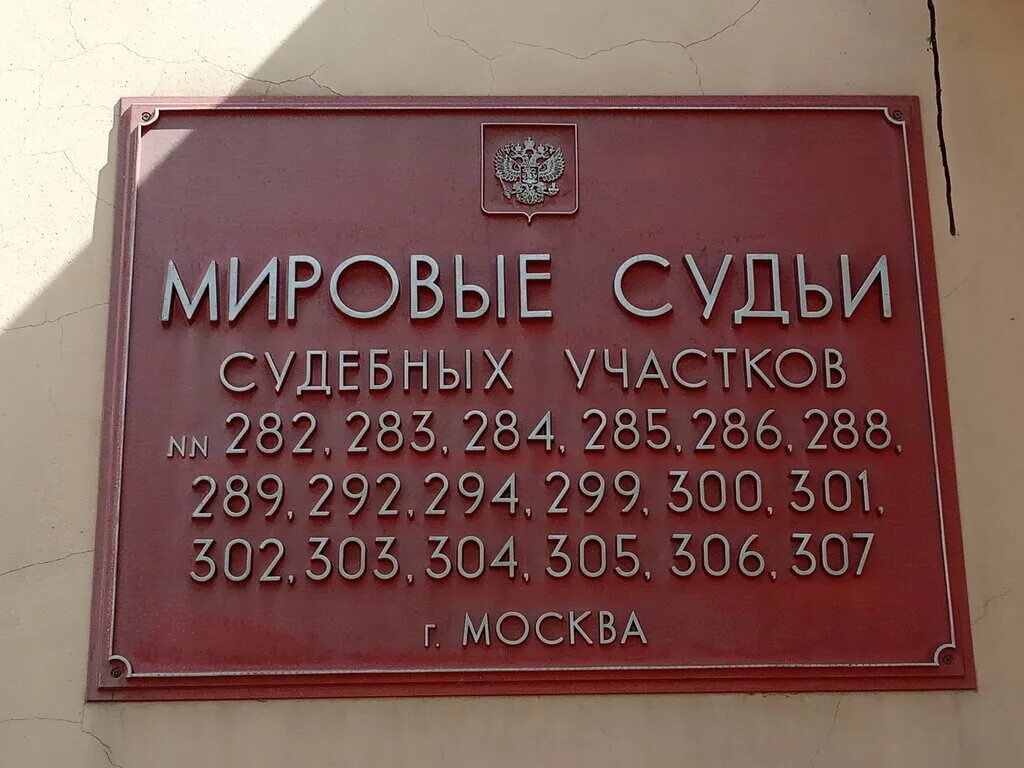 МИРОВЫЕ СУДЬИ
СУДЕБНЫХ УЧАСТКОВ
NN 282, 283, 284, 285, 286, 288,
289, 292, 294, 299, 300, 301,
302, 303, 304, 305, 306, 307
г. МОСКВА